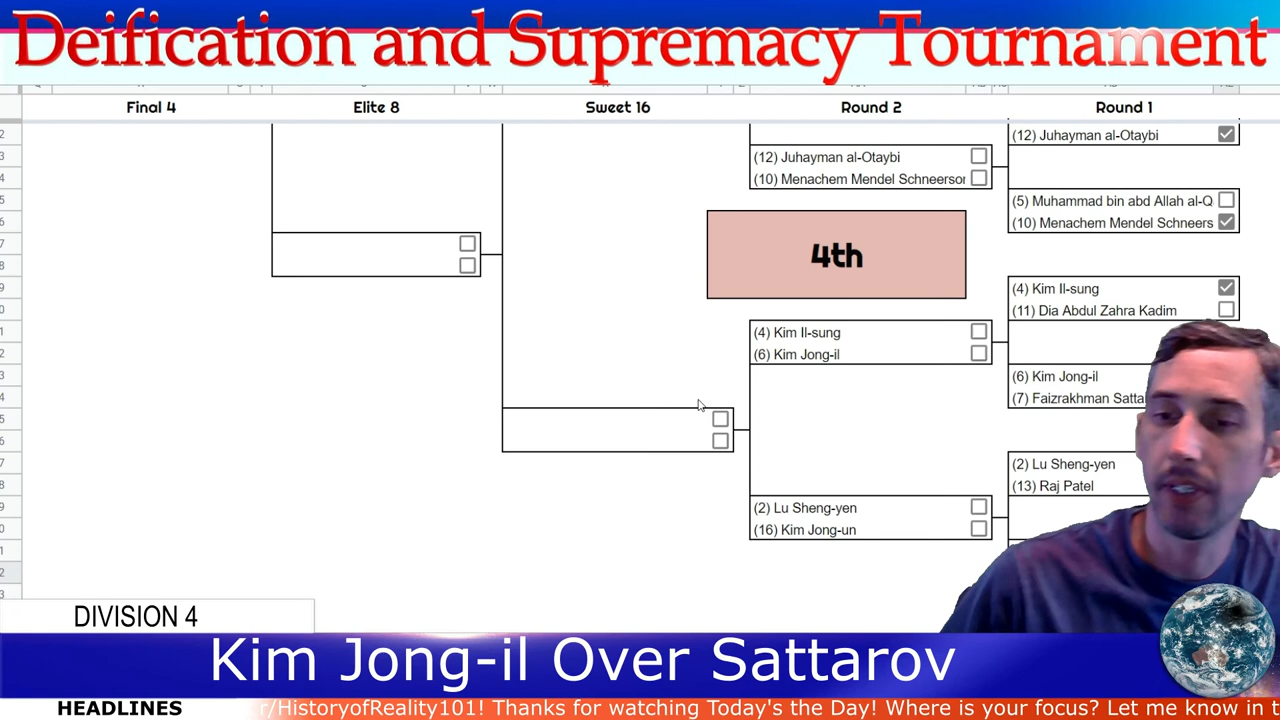 Deification and Supremacy Tournament
Final 4 Elite 8 Sweet 16 Round 2 Round 1
(12) Juhayman al-Otaybi
(12) Juhayman al-Otaybi
(10) Menachem Mendel Schneersor
(5) Muhammad bin abd Allah al-Q
(10) Menachem Mendel Schneers
4th
(4) Kim Il-sung
(11) Dia Abdul Zahra Kadim
(4) Kim Il-sung
(6) Kim Jong-il
(6) Kim Jong-il
(7) Faizrakhman Satta
(2) Lu Sheng-yen
(13) Raj Patel
(2) Lu Sheng-yen
(16) Kim Jong-un
DIVISION 4
Kim Jong-il Over Sattarov
HEADLINES r/HistoryofReality101! Thanks for watching Today's the Day! Where is your focus? Let me know in t